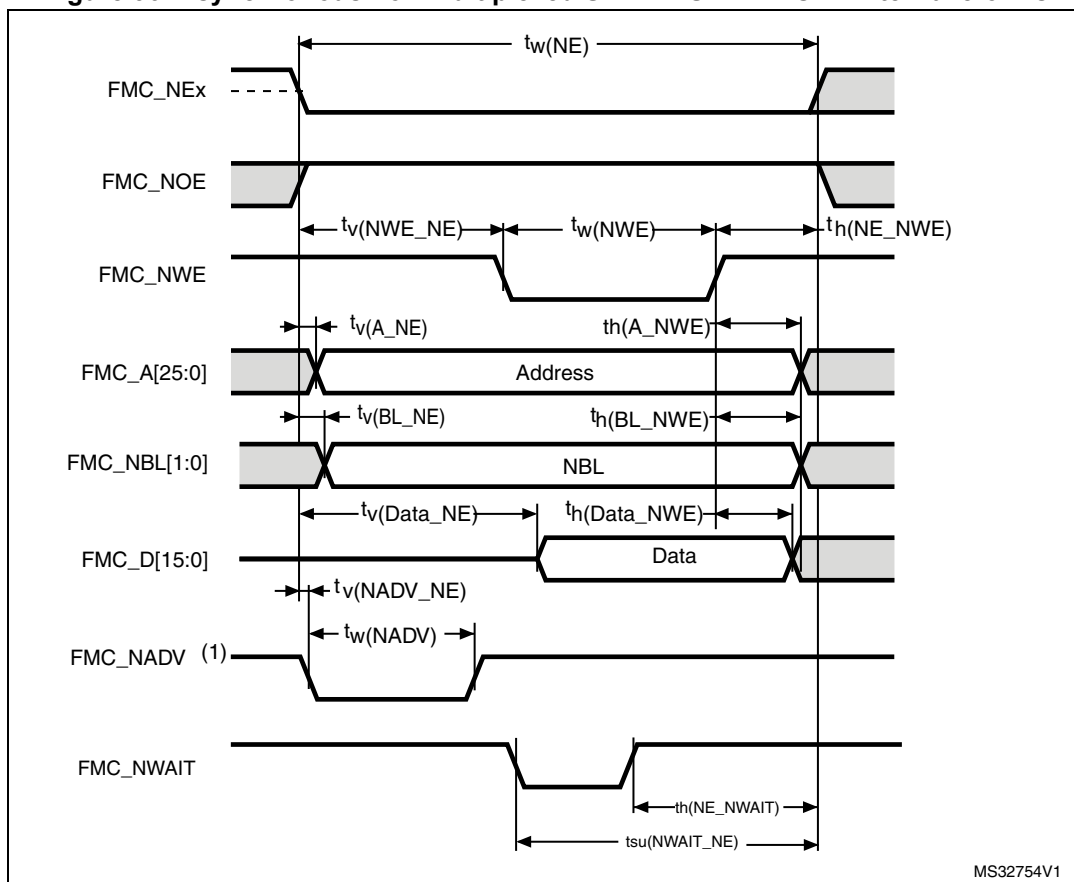 tw(NE)
FMC_NEx
FMC_NOE
tv(NWE_NE) tw(NWE) th(NE_NWE)
FMC_NWE
tv(A_NE) th(A_NWE)
FMC_A[25:0] Address
tv(BL_NE) th(BL_NWE)
FMC_NBL[1:0] NBL
tv(Data_NE) th(Data_NWE)
FMC_D[15:0] Data
tv(NADV_NE)
tw(NADV)
FMC_NADV (1)
FMC_NWAIT
th(NE_NWAIT)
tsu(NWAIT_NE)
MS32754V1